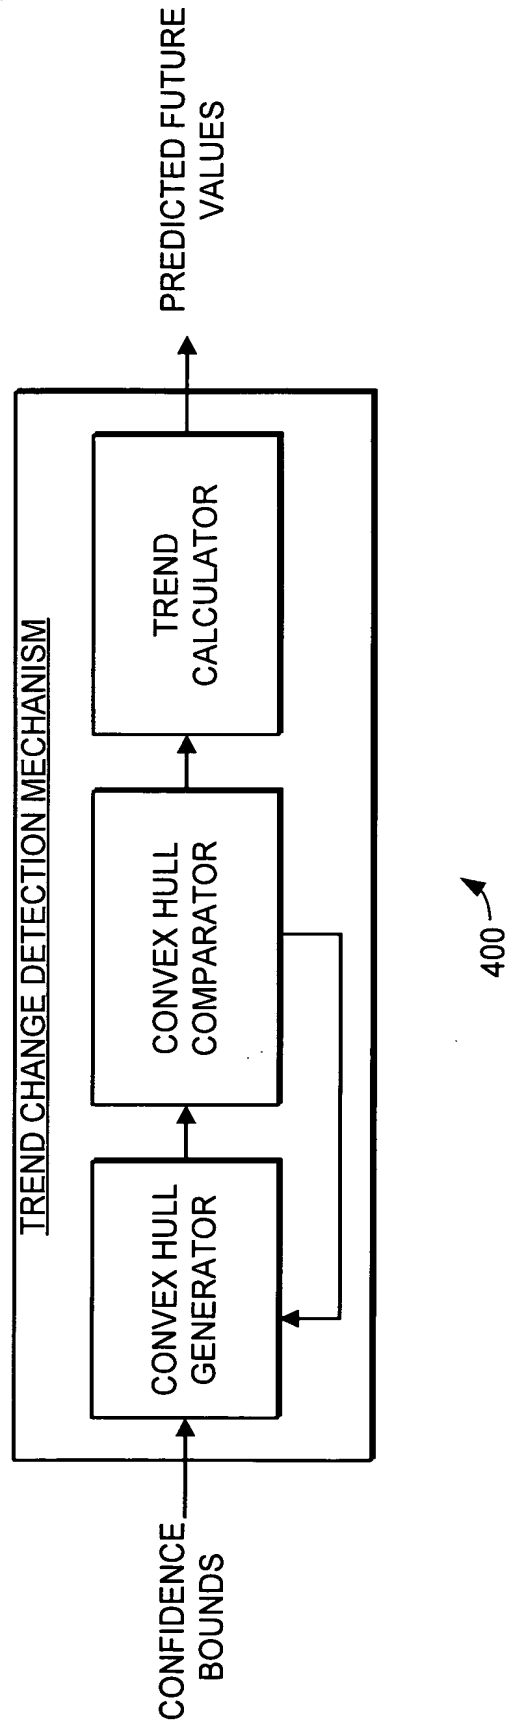 TREND CHANGE DETECTION MECHANISM
CONFIDENCE
BOUNDS
CONVEX HULL
GENERATOR
CONVEX HULL
COMPARATOR
TREND
CALCULATOR
PREDICTED FUTURE
VALUES
400